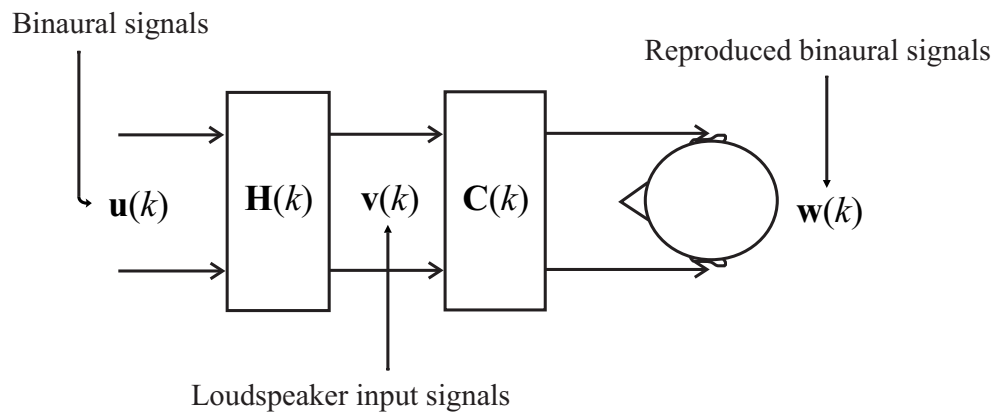 Binaural signals
Reproduced binaural signals
u(k)
H(k)
v(k)
C(k)
w(k)
Loudspeaker input signals